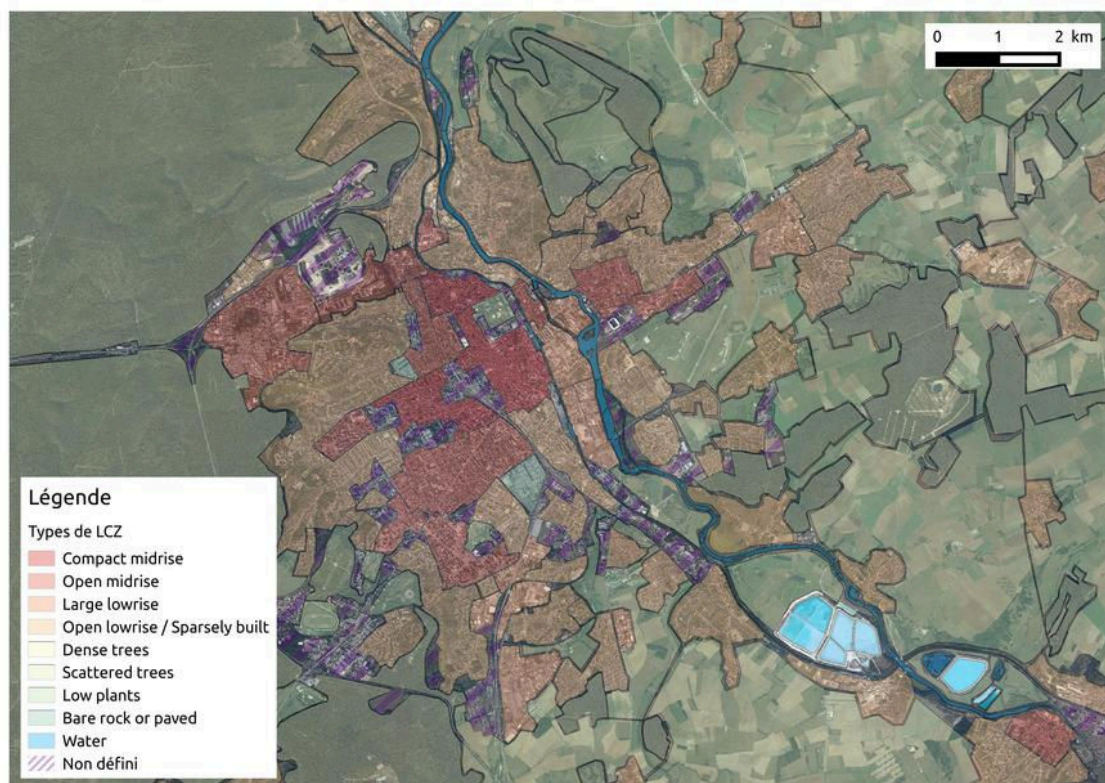 0 1 2 km
Légende
Types de LCZ
Compact midrise
Open midrise
Large lowrise
Open lowrise / Sparsely built
Dense trees
Scattered trees
Low plants
Bare rock or paved
Water
Non défini